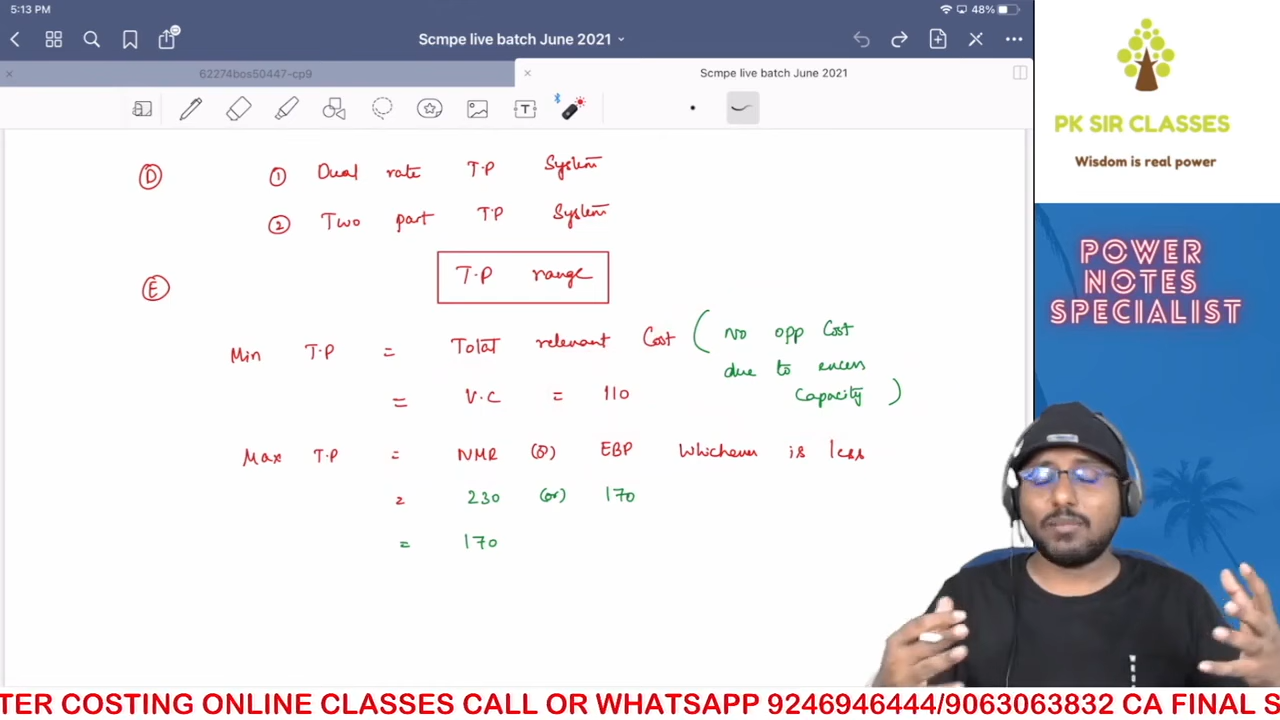 5:13 PM
48%
Scmpe live batch June 2021
62274bos50447-cp9
Scmpe live batch June 2021
D 1 Dual rate T.P System
2 Two part T.P System
E T.P range
Min T.P = Total relevant Cost ( No opp Cost
due to excess
Capacity )
= V.C = 110
Max T.P = NMR (or) EBP Whichever is less
= 230 (or) 170
= 170
PK SIR CLASSES
Wisdom is real power
POWER
NOTES
SPECIALIST
TER COSTING ONLINE CLASSES CALL OR WHATSAPP 9246946444/9063063832 CA FINAL S